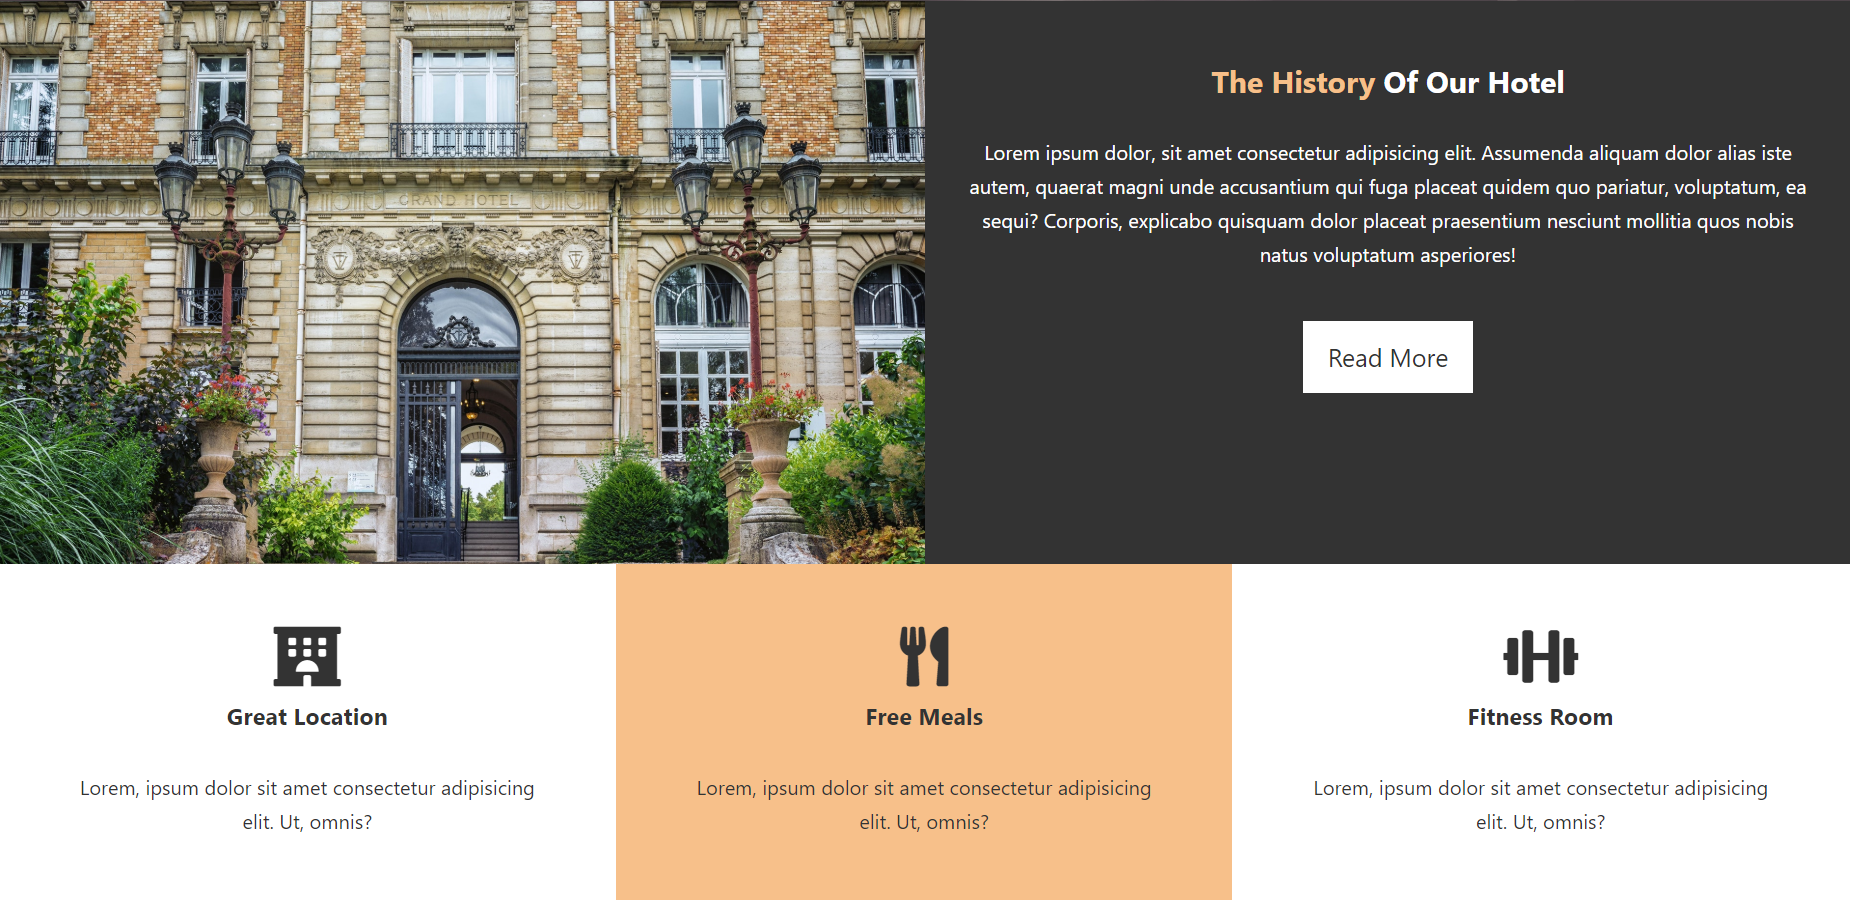 GRAND HOTEL
The History Of Our Hotel
Lorem ipsum dolor, sit amet consectetur adipisicing elit. Assumenda aliquam dolor alias iste
autem, quaerat magni unde accusantium qui fuga placeat quidem quo pariatur, voluptatum, ea
sequi? Corporis, explicabo quisquam dolor placeat praesentium nesciunt mollitia quos nobis
natus voluptatum asperiores!
Read More
Great Location
Lorem, ipsum dolor sit amet consectetur adipisicing
elit. Ut, omnis?
Free Meals
Lorem, ipsum dolor sit amet consectetur adipisicing
elit. Ut, omnis?
Fitness Room
Lorem, ipsum dolor sit amet consectetur adipisicing
elit. Ut, omnis?